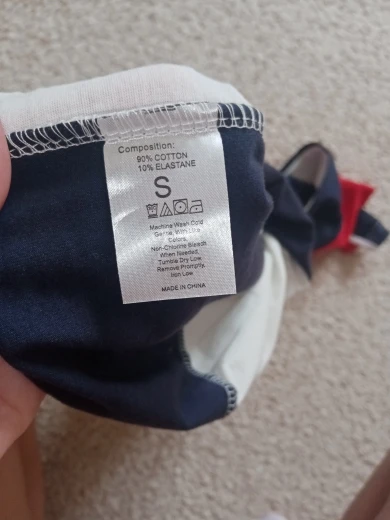 Composition:
90% COTTON
10% ELASTANE
S
Machine Wash Cold
Gentle, With Like
Colors,
Non-Chlorine Bleach
When Needed,
Tumble Dry Low
Remove Promptly,
Iron Low
MADE IN CHINA